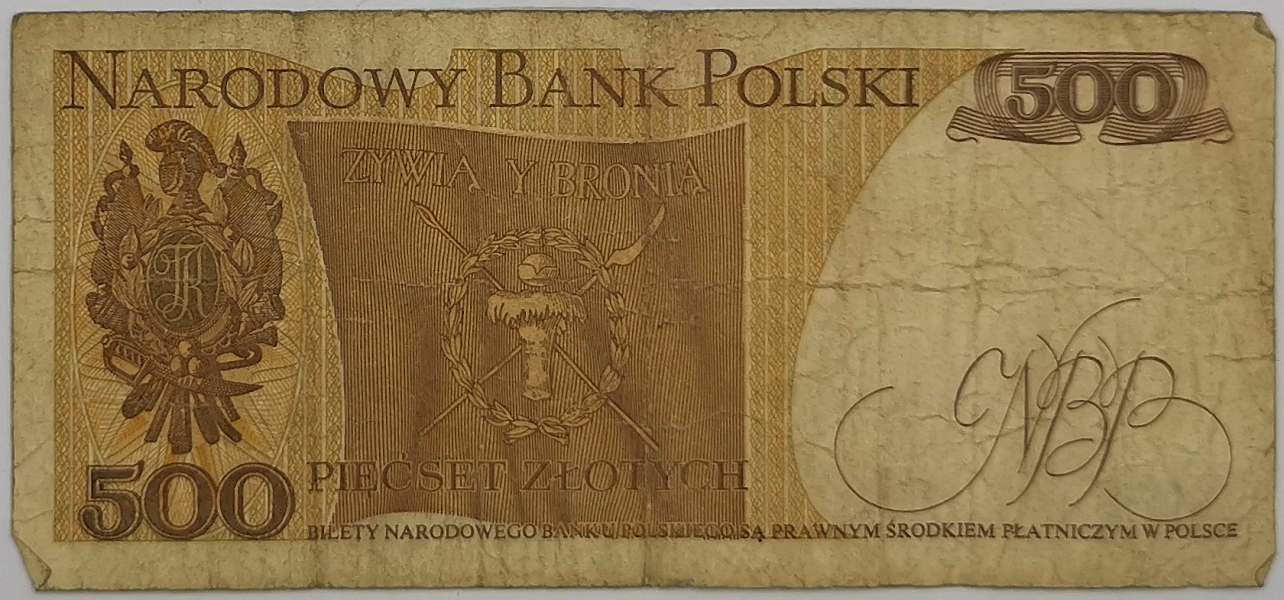 NARODOWY BANK POLSKI
500
ŻYWIĄ Y BRONIĄ
TK
NBP
500
PIĘĆSET ZŁOTYCH
BILETY NARODOWEGO BANKU POLSKIEGO SĄ PRAWNYM ŚRODKIEM PŁATNICZYM W POLSCE